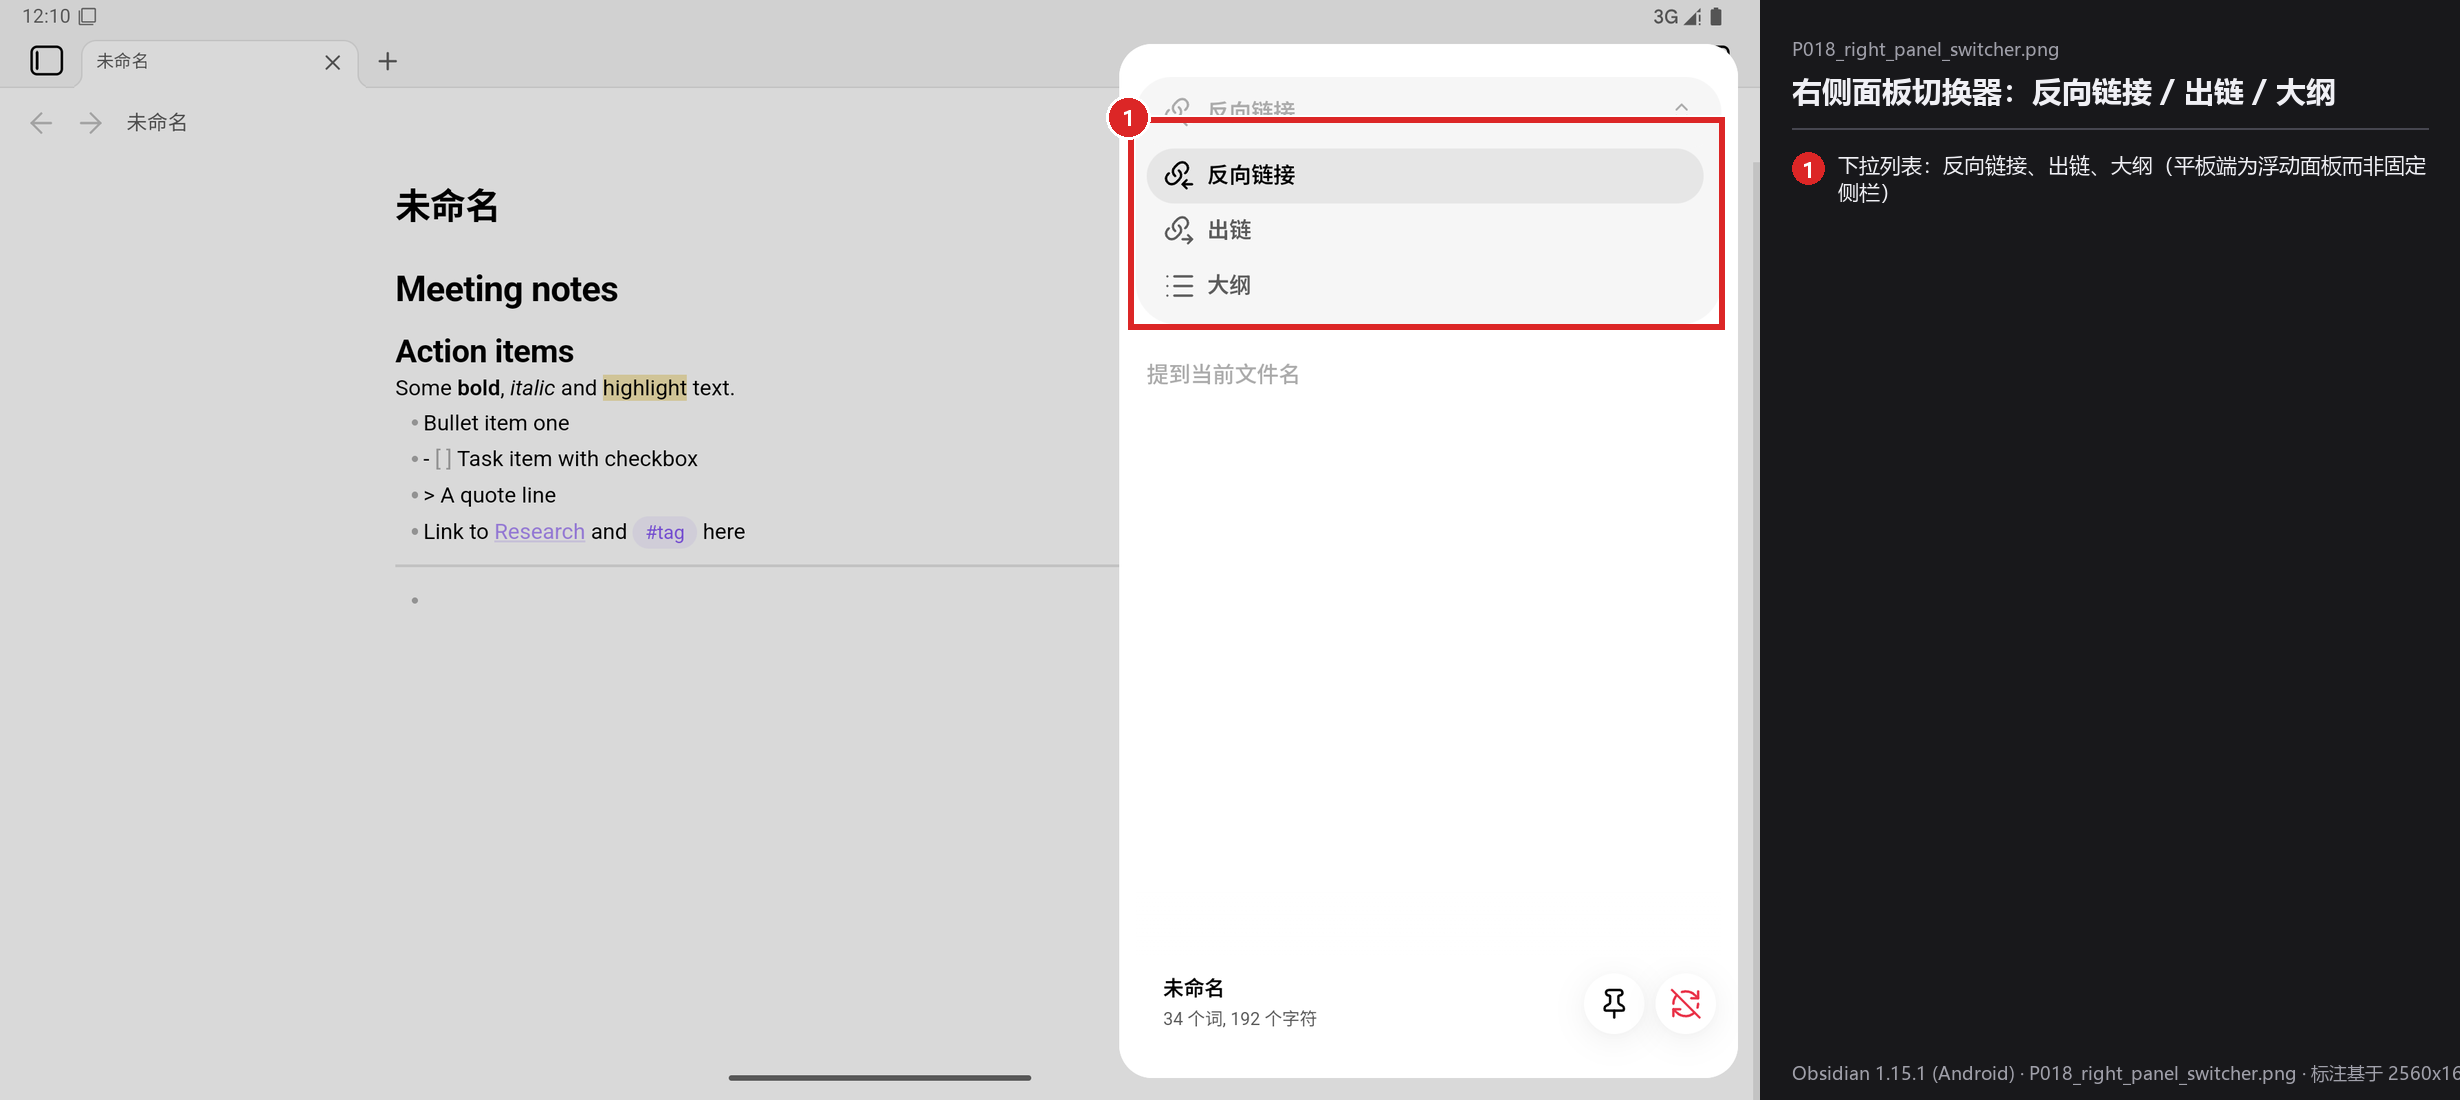 12:10
3G
未命名
未命名
未命名
Meeting notes
Action items
Some bold, italic and highlight text.
Bullet item one
- [ ] Task item with checkbox
> A quote line
Link to Research and #tag here
反向链接
1
反向链接
出链
大纲
提到当前文件名
未命名
34 个词, 192 个字符
P018_right_panel_switcher.png
右侧面板切换器：反向链接 / 出链 / 大纲
1 下拉列表：反向链接、出链、大纲（平板端为浮动面板而非固定
侧栏）
Obsidian 1.15.1 (Android) · P018_right_panel_switcher.png · 标注基于 2560x16